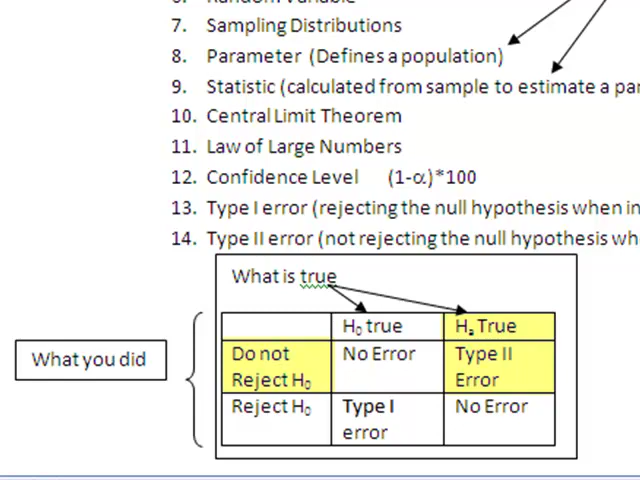 7. Sampling Distributions
8. Parameter (Defines a population)
9. Statistic (calculated from sample to estimate a
10. Central Limit Theorem
11. Law of Large Numbers
12. Confidence Level (1-α)*100
13. Type I error (rejecting the null hypothesis when
14. Type II error (not rejecting the null hypothesis
What is true
H₀ true Hₐ True
What you did
Do not No Error Type II
Reject H₀ Error
Reject H₀ Type I No Error
error